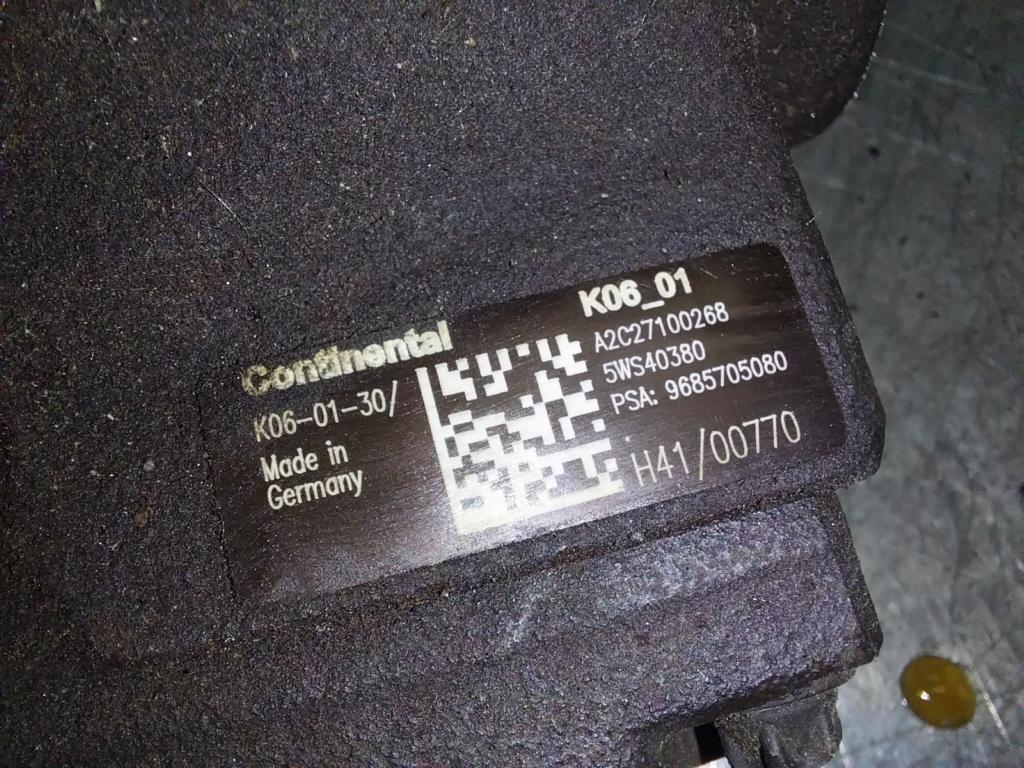 Continental
K06-01-30/
Made in
Germany
K06_01
A2C27100268
5WS40380
PSA: 9685705080
H41/00770